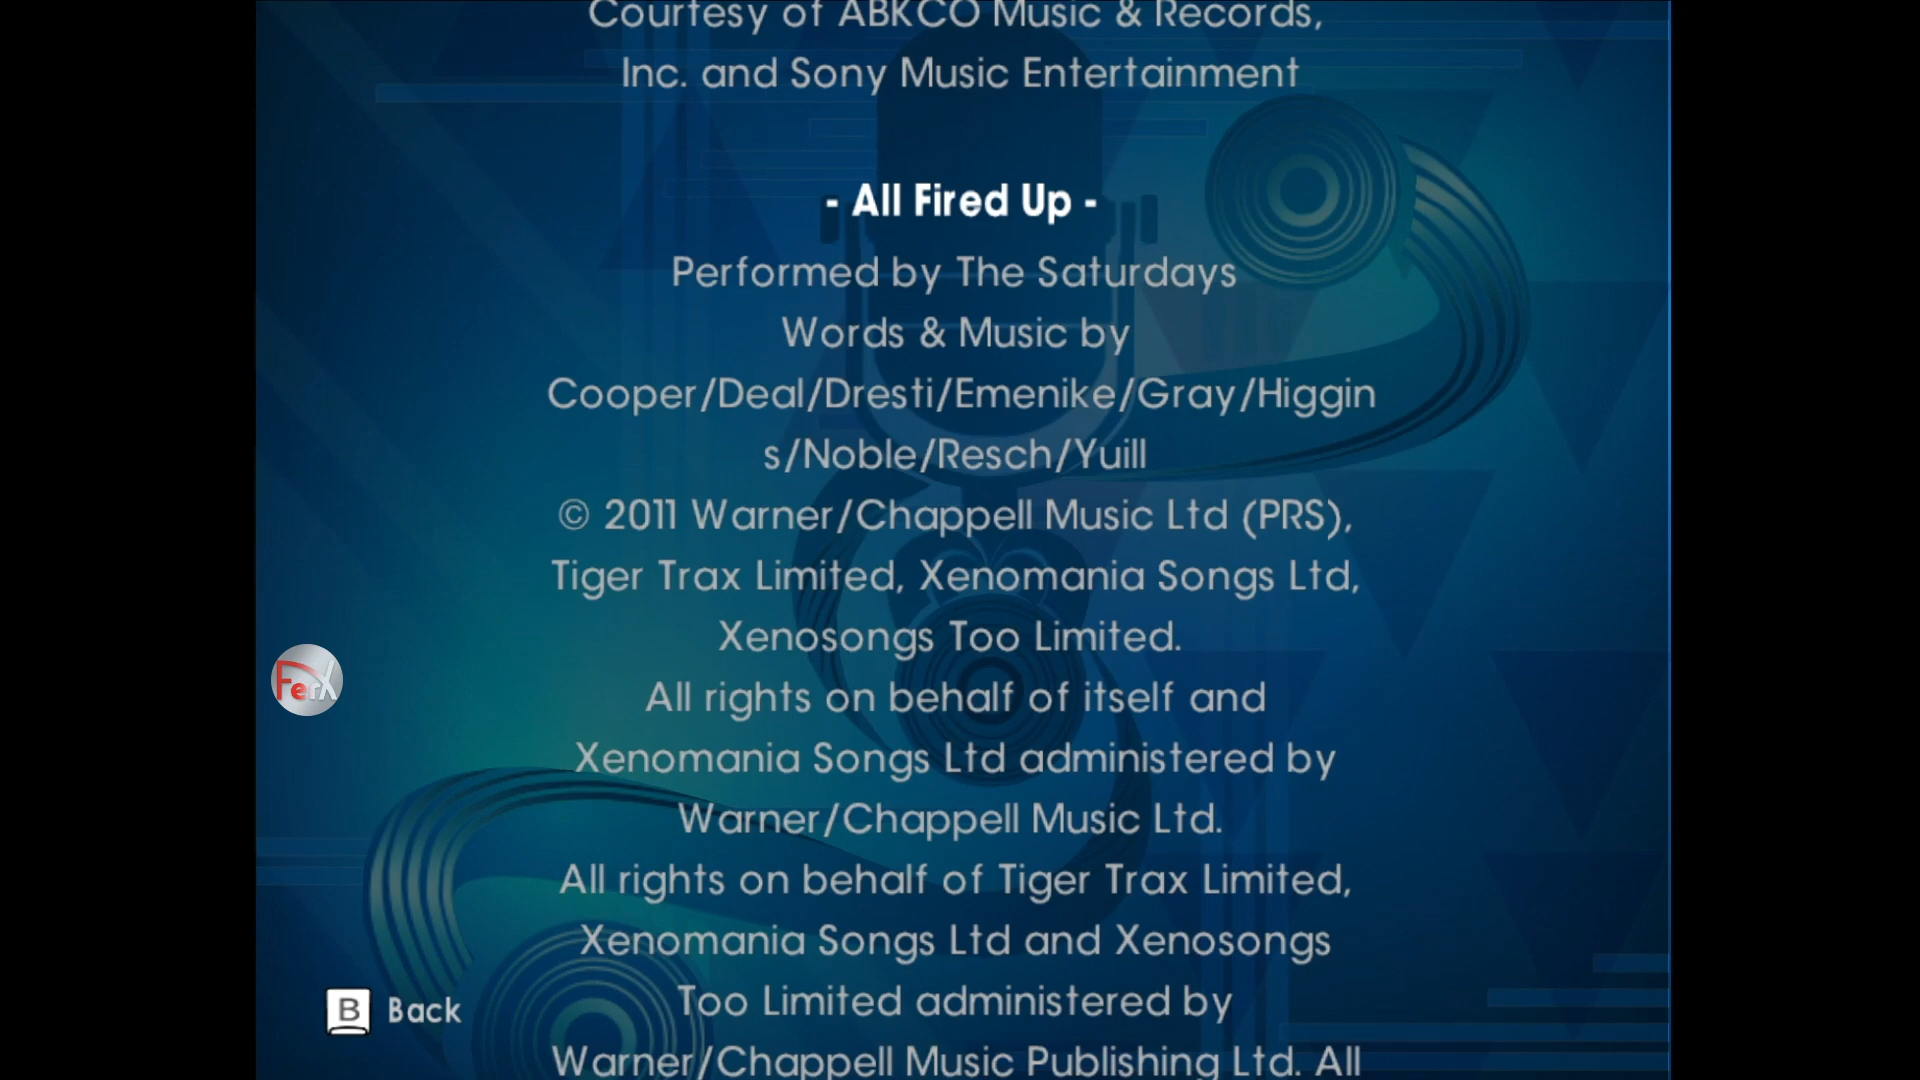 Courtesy of ABKCO Music & Records,
Inc. and Sony Music Entertainment
- All Fired Up -
Performed by The Saturdays
Words & Music by
Cooper/Deal/Dresti/Emenike/Gray/Higgin
s/Noble/Resch/Yuill
© 2011 Warner/Chappell Music Ltd (PRS),
Tiger Trax Limited, Xenomania Songs Ltd,
Xenosongs Too Limited.
All rights on behalf of itself and
Xenomania Songs Ltd administered by
Warner/Chappell Music Ltd.
All rights on behalf of Tiger Trax Limited,
Xenomania Songs Ltd and Xenosongs
Too Limited administered by
Warner/Chappell Music Publishing Ltd. All
FerX
B Back